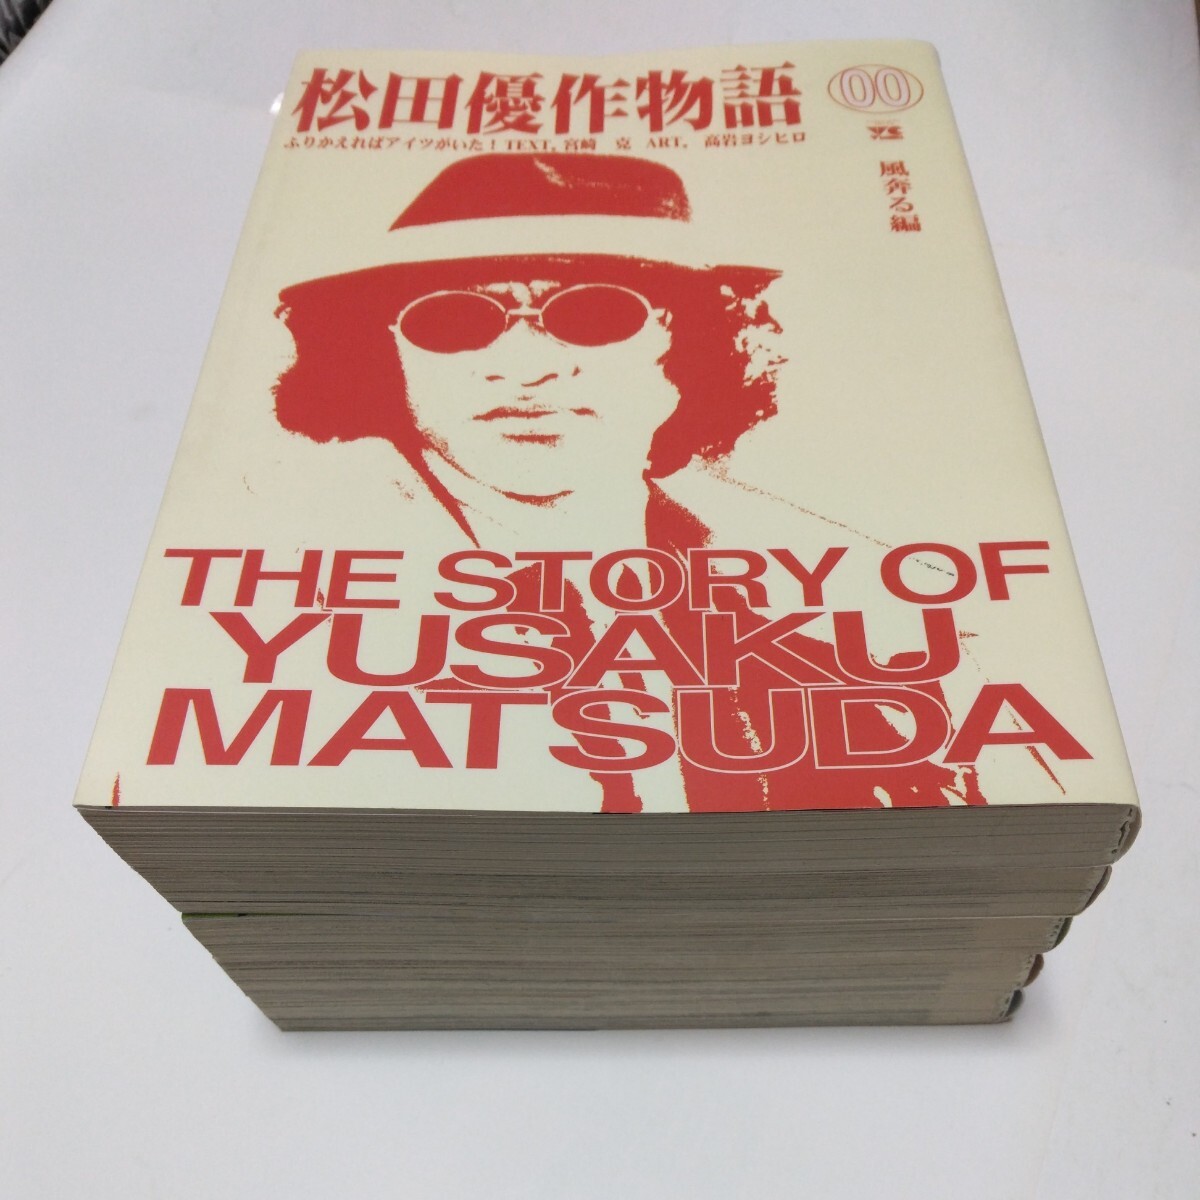 松田優作物語
00
ふりかえればアイツがいた! TEXT, 宮崎 克 ART, 高岩ヨシヒロ
YS
風奔る編
THE STORY OF
YUSAKU
MATSUDA